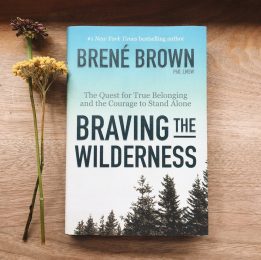 #1 New York Times bestselling author
BRENÉ BROWN
PhD, LMSW
The Quest for True Belonging
and the Courage to Stand Alone
BRAVING THE
WILDERNESS